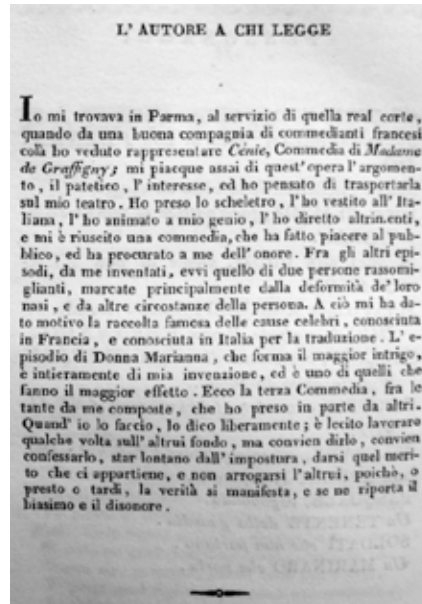 L' AUTORE A CHI LEGGE
Io mi trovava in Parma, al servizio di quella real corte,
quando da una buona compagnia di commedianti francesi
colà ho veduto rappresentare Cénie, Commedia di Madame
de Graffigny; mi piacque assai di quest' opera l' argomen-
to, il patetico, l' interesse, ed ho pensato di trasportarla
sul mio teatro. Ho preso lo scheletro, l' ho vestito all' Ita-
liana, l' ho animato a mio genio, l' ho diretto altrimenti,
e mi è riuscito una commedia, che ha fatto piacere al pub-
blico, ed ha procurato a me dell' onore. Fra gli altri epi-
sodi, da me inventati, evvi quello di due persone rassomi-
glianti, marcate principalmente dalla deformità de' loro
nasi, e da altre circostanze della persona. A ciò mi ha da-
to motivo la raccolta famosa delle cause celebri, conosciuta
in Francia, e conosciuta in Italia per la traduzione. L' e-
pisodio di Donna Marianna, che forma il maggior intrigo,
è intieramente di mia invenzione, ed è uno di quelli che
fanno il maggior effetto. Ecco la terza Commedia, fra le
tante da me composte, che ho preso in parte da altri.
Quand' io lo faccio, lo dico liberamente; è lecito lavorare
qualche volta sull' altrui fondo, ma convien dirlo, convien
confessarlo, star lontano dall' impostura, darsi quel meri-
to che ci appartiene, e non arrogarsi l' altrui, poichè, o
presto o tardi, la verità si manifesta, e se ne riporta il
biasimo e il disonore.